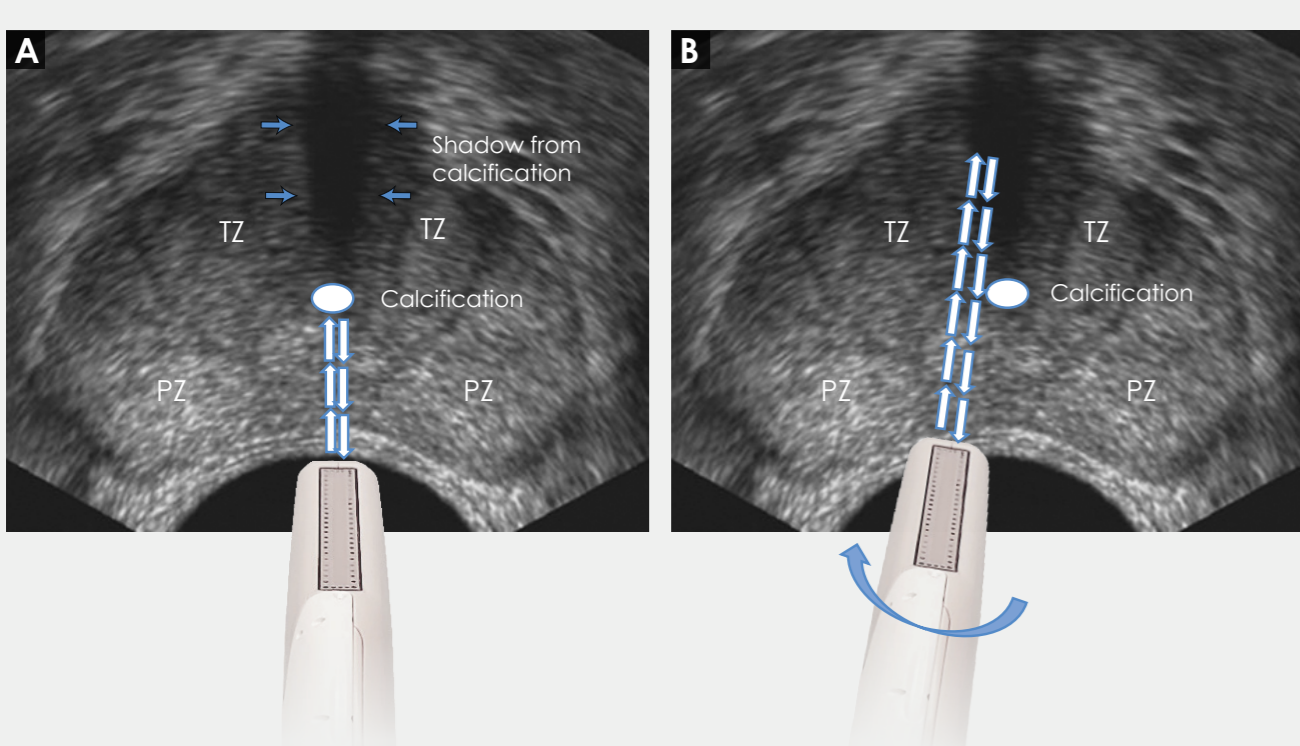 A
Shadow from
calcification
TZ
TZ
Calcification
PZ
PZ
B
TZ
TZ
Calcification
PZ
PZ